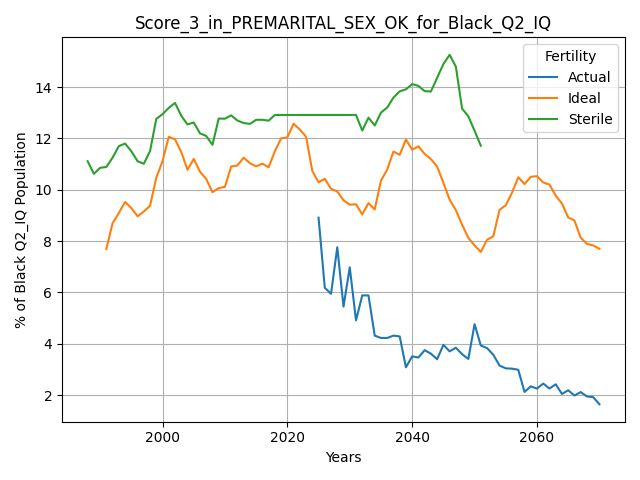 Score_3_in_PREMARITAL_SEX_OK_for_Black_Q2_IQ
Fertility
Actual
Ideal
Sterile
% of Black Q2_IQ Population
14
12
10
8
6
4
2
2000 2020 2040 2060
Years